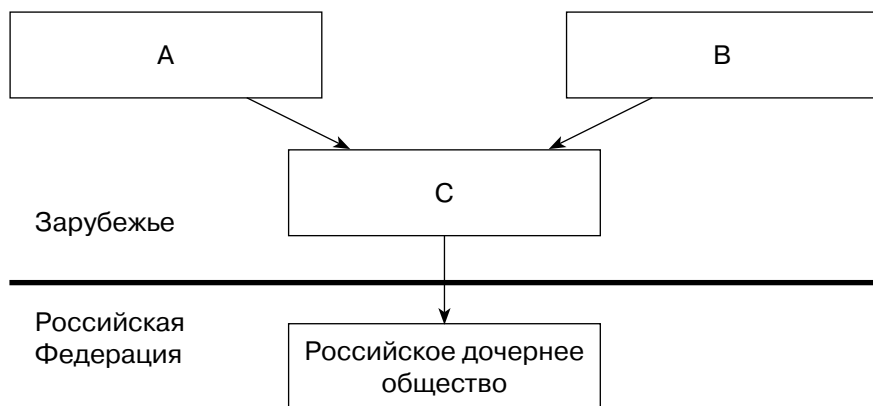 A
B
C
Зарубежье
Российская
Федерация
Российское дочернее
общество